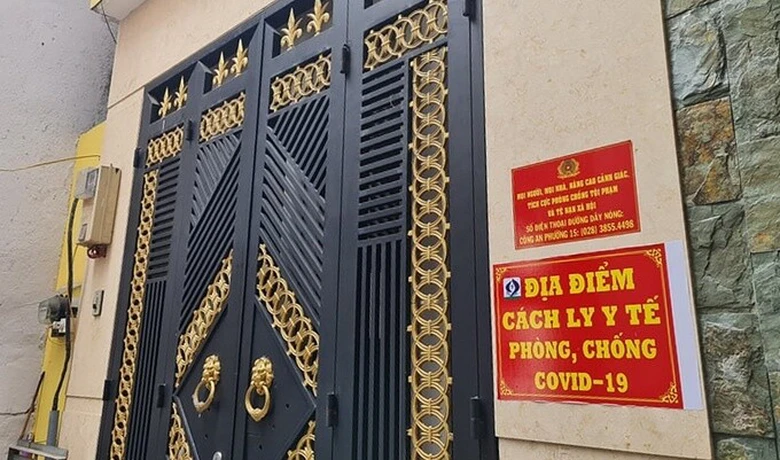 MỌI NGƯỜI, MỌI NHÀ, NÂNG CAO CẢNH GIÁC,
TÍCH CỰC PHÒNG CHỐNG TỘI PHẠM
VÀ TỆ NẠN XÃ HỘI
SỐ ĐIỆN THOẠI ĐƯỜNG DÂY NÓNG:
CÔNG AN PHƯỜNG 15: (028) 3855.4498
ĐỊA ĐIỂM
CÁCH LY Y TẾ
PHÒNG, CHỐNG
COVID-19